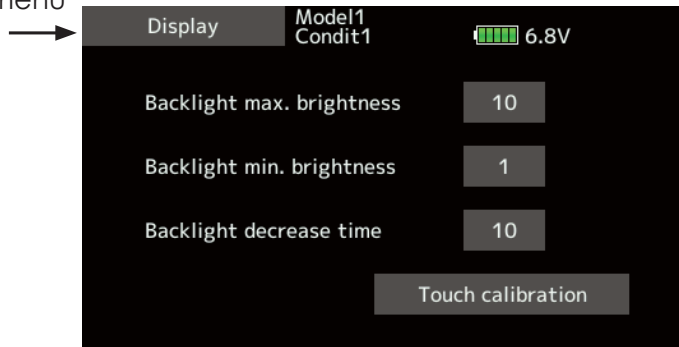 Display
Model1
Condit1
6.8V
Backlight max. brightness 10
Backlight min. brightness 1
Backlight decrease time 10
Touch calibration